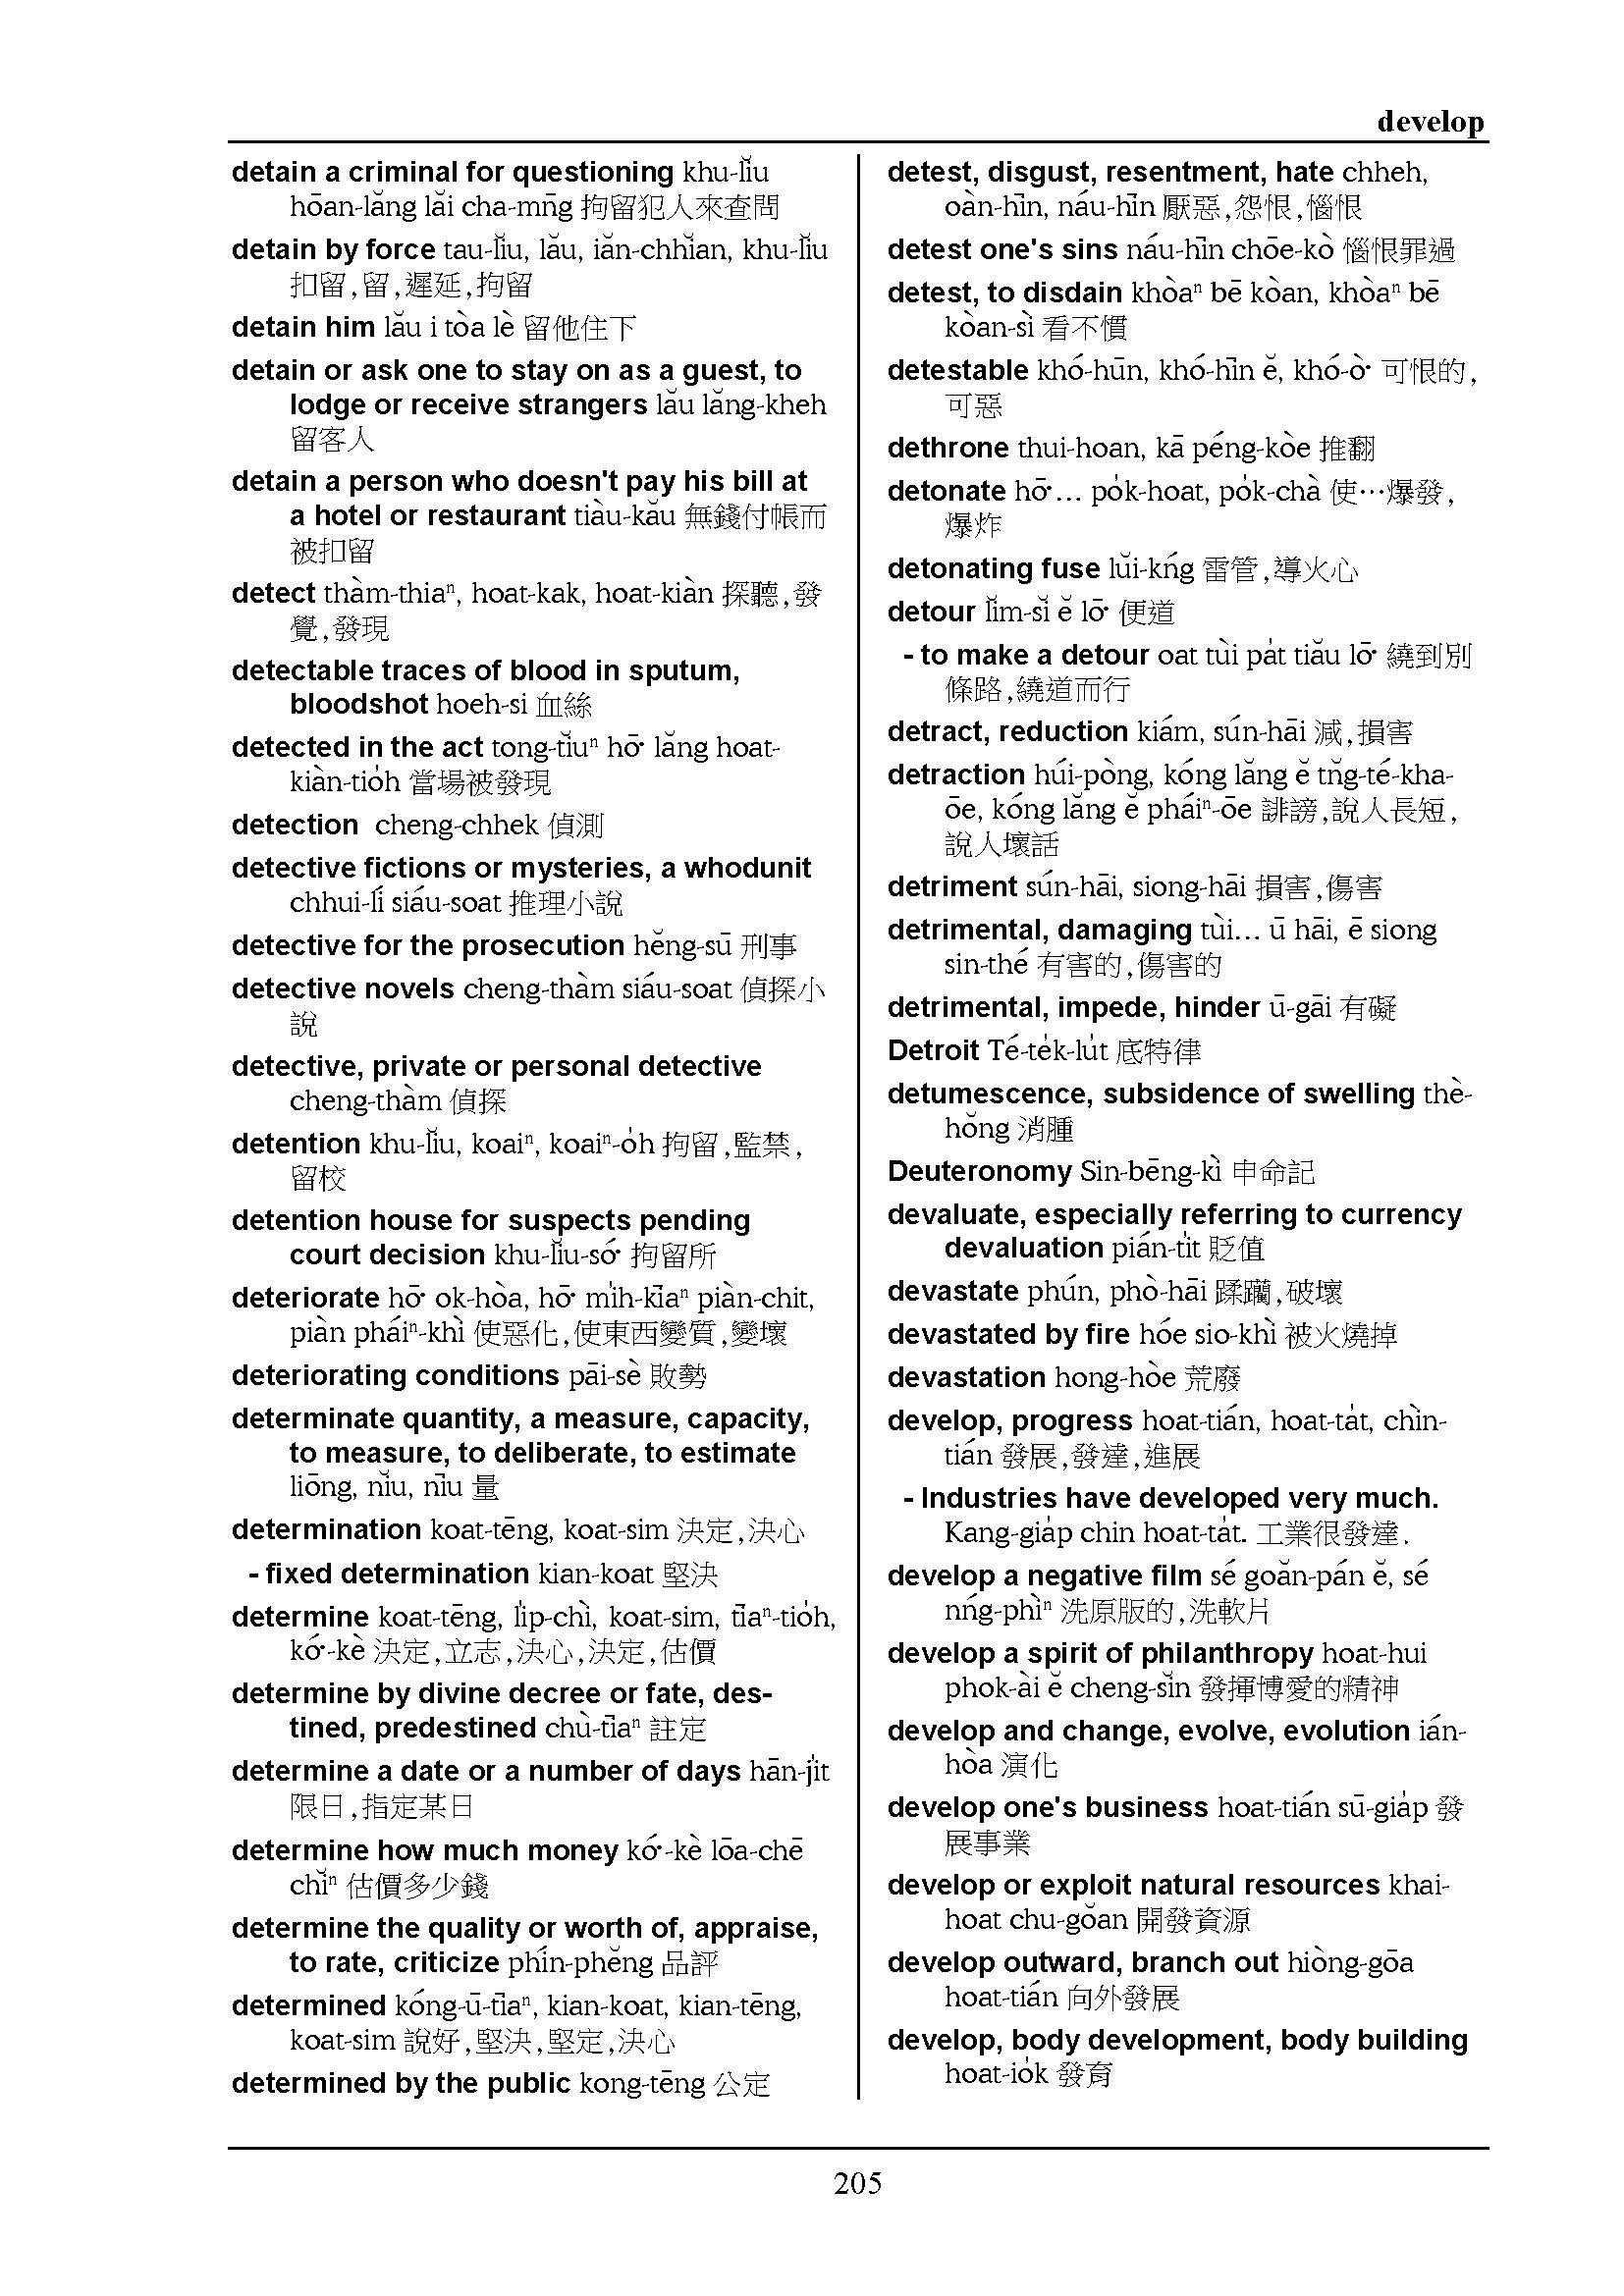 develop
detain a criminal for questioning khu-lĭu
hōan-lăng lăi cha-mn̄g 拘留犯人來查問
detain by force tau-lĭu, lău, iăn-chhĭan, khu-lĭu
扣留,留,遲延,拘留
detain him lău i tòa lè 留他住下
detain or ask one to stay on as a guest, to
lodge or receive strangers lău lăng-kheh
留客人
detain a person who doesn't pay his bill at
a hotel or restaurant tiàu-kău 無錢付帳而
被扣留
detect thàm-thiaⁿ, hoat-kak, hoat-kiàn 探聽,發
覺,發現
detectable traces of blood in sputum,
bloodshot hoeh-si 血絲
detected in the act tong-tĭuⁿ hō͘ lăng hoat-
kiàn-tio̍h 當場被發現
detection  cheng-chhek 偵測
detective fictions or mysteries, a whodunit
chhui-lí siáu-soat 推理小說
detective for the prosecution hĕng-sū 刑事
detective novels cheng-thàm siáu-soat 偵探小
說
detective, private or personal detective
cheng-thàm 偵探
detention khu-lĭu, koaiⁿ, koaiⁿ-o̍h 拘留,監禁,
留校
detention house for suspects pending
court decision khu-lĭu-só͘ 拘留所
deteriorate hō͘ ok-hòa, hō͘ mi̍h-kīaⁿ piàn-chit,
piàn pháiⁿ-khì 使惡化,使東西變質,變壞
deteriorating conditions pāi-sè 敗勢
determinate quantity, a measure, capacity,
to measure, to deliberate, to estimate
liōng, nĭu, nīu 量
determination koat-tēng, koat-sim 決定,決心
- fixed determination kian-koat 堅決
determine koat-tēng, li̍p-chì, koat-sim, tīaⁿ-tio̍h,
kó͘-kè 決定,立志,決心,決定,估價
determine by divine decree or fate, des-
tined, predestined chù-tīaⁿ 註定
determine a date or a number of days hān-ji̍t
限日,指定某日
determine how much money kó͘-kè lōa-chē
chĭⁿ 估價多少錢
determine the quality or worth of, appraise,
to rate, criticize phín-phĕng 品評
determined kóng-ū-tīaⁿ, kian-koat, kian-tēng,
koat-sim 說好,堅決,堅定,決心
determined by the public kong-tēng 公定
detest, disgust, resentment, hate chheh,
oàn-hīn, náu-hīn 厭惡,怨恨,惱恨
detest one's sins náu-hīn chōe-kò 惱恨罪過
detest, to disdain khòaⁿ bē kòan, khòaⁿ bē
kòan-sì 看不慣
detestable khó-hūn, khó-hīn ĕ, khó-ò͘ 可恨的,
可惡
dethrone thui-hoan, kā péng-kòe 推翻
detonate hō͘… po̍k-hoat, po̍k-chà 使…爆發,
爆炸
detonating fuse lŭi-kńg 雷管,導火心
detour lĭm-sĭ ĕ lō͘ 便道
- to make a detour oat tùi pa̍t tiău lō͘ 繞到別
條路,繞道而行
detract, reduction kiám, sún-hāi 減,損害
detraction húi-pòng, kóng lăng ĕ tn̆g-té-kha-
ōe, kóng lăng ĕ pháiⁿ-ōe 誹謗,說人長短,
說人壞話
detriment sún-hāi, siong-hāi 損害,傷害
detrimental, damaging tùi… ū hāi, ē siong
sin-thé 有害的,傷害的
detrimental, impede, hinder ū-gāi 有礙
Detroit Té-te̍k-lu̍t 底特律
detumescence, subsidence of swelling thè-
hŏng 消腫
Deuteronomy Sin-bēng-kì 申命記
devaluate, especially referring to currency
devaluation pián-ti̍t 貶值
devastate phún, phò-hāi 蹂躪,破壞
devastated by fire hóe sio-khì 被火燒掉
devastation hong-hòe 荒廢
develop, progress hoat-tián, hoat-ta̍t, chìn-
tián 發展,發達,進展
- Industries have developed very much.
Kang-gia̍p chin hoat-ta̍t. 工業很發達.
develop a negative film sé goăn-pán ĕ, sé
nńg-phìⁿ 洗原版的,洗軟片
develop a spirit of philanthropy hoat-hui
phok-ài ĕ cheng-sĭn 發揮博愛的精神
develop and change, evolve, evolution ián-
hòa 演化
develop one's business hoat-tián sū-gia̍p 發
展事業
develop or exploit natural resources khai-
hoat chu-gŏan 開發資源
develop outward, branch out hiòng-gōa
hoat-tián 向外發展
develop, body development, body building
hoat-io̍k 發育
205